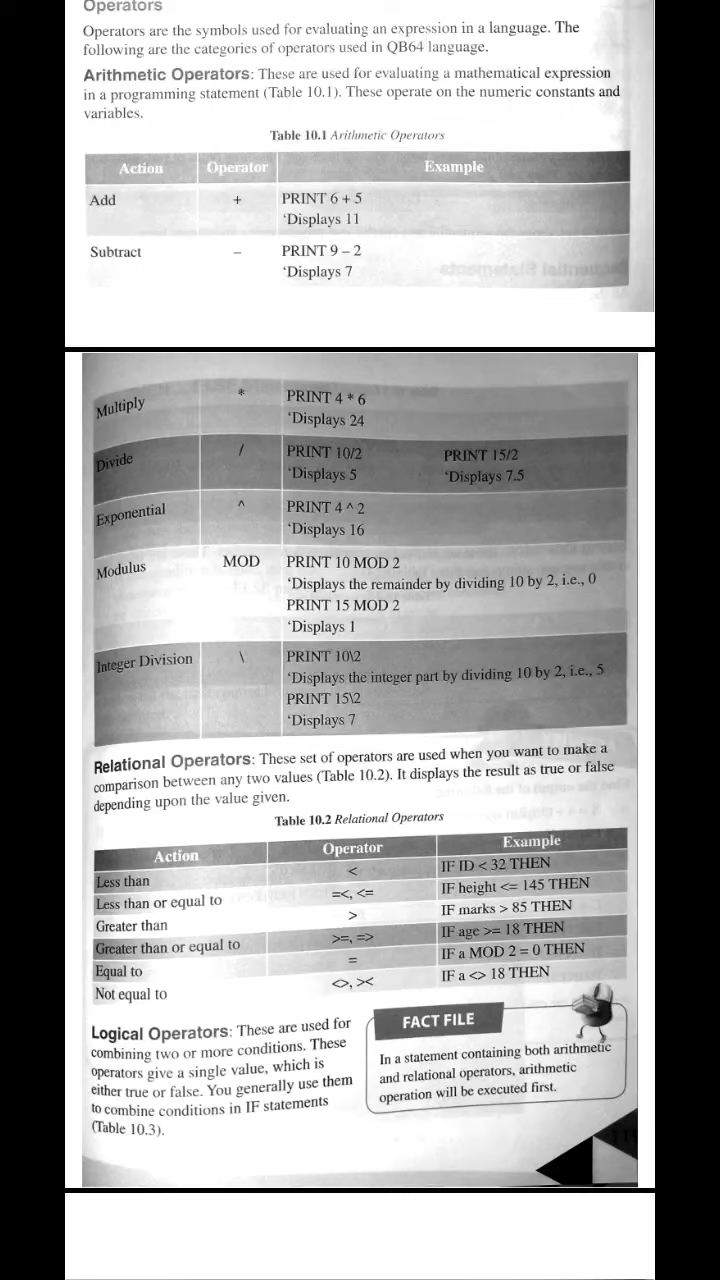 Operators
Operators are the symbols used for evaluating an expression in a language. The
following are the categories of operators used in QB64 language.
Arithmetic Operators: These are used for evaluating a mathematical expression
in a programming statement (Table 10.1). These operate on the numeric constants and
variables.
Table 10.1 Arithmetic Operators
Action Operator Example
Add + PRINT 6 + 5
‘Displays 11
Subtract – PRINT 9 – 2
‘Displays 7
Multiply * PRINT 4 * 6
‘Displays 24
Divide / PRINT 10/2 PRINT 15/2
‘Displays 5 ‘Displays 7.5
Exponential ^ PRINT 4 ^ 2
‘Displays 16
Modulus MOD PRINT 10 MOD 2
‘Displays the remainder by dividing 10 by 2, i.e., 0
PRINT 15 MOD 2
‘Displays 1
Integer Division \ PRINT 10\2
‘Displays the integer part by dividing 10 by 2, i.e., 5
PRINT 15\2
‘Displays 7
Relational Operators: These set of operators are used when you want to make a
comparison between any two values (Table 10.2). It displays the result as true or false
depending upon the value given.
Table 10.2 Relational Operators
Action Operator Example
Less than < IF ID < 32 THEN
Less than or equal to =<, <= IF height <= 145 THEN
Greater than > IF marks > 85 THEN
Greater than or equal to >=, => IF age >= 18 THEN
Equal to = IF a MOD 2 = 0 THEN
Not equal to <>, >< IF a <> 18 THEN
Logical Operators: These are used for
combining two or more conditions. These
operators give a single value, which is
either true or false. You generally use them
to combine conditions in IF statements
(Table 10.3).
FACT FILE
In a statement containing both arithmetic
and relational operators, arithmetic
operation will be executed first.